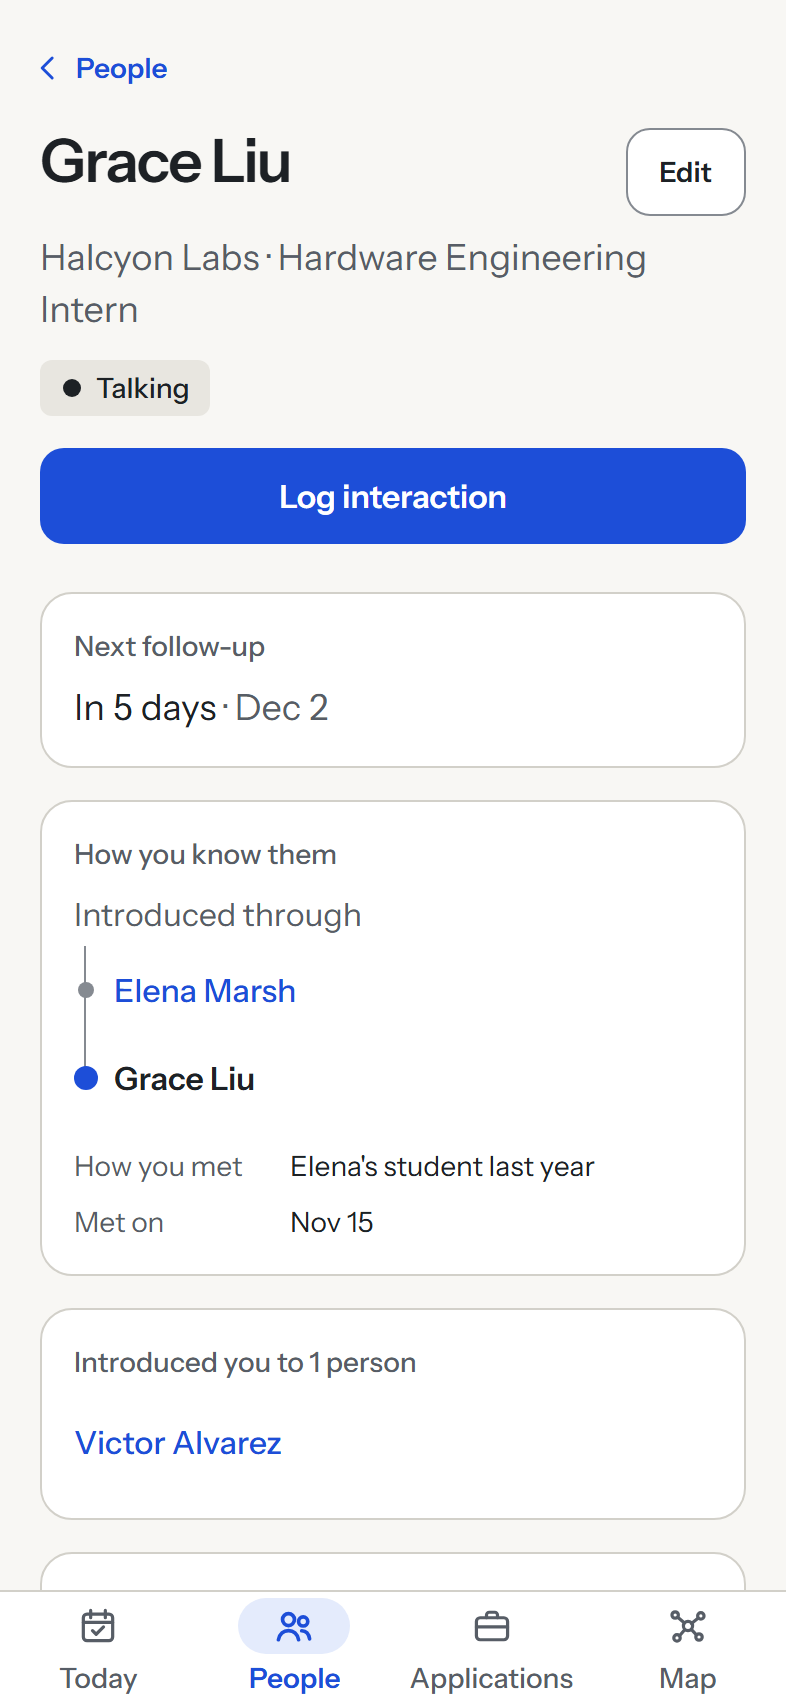 People
Grace Liu
Edit
Halcyon Labs · Hardware Engineering
Intern
Talking
Log interaction
Next follow-up
In 5 days · Dec 2
How you know them
Introduced through
Elena Marsh
Grace Liu
How you met Elena's student last year
Met on Nov 15
Introduced you to 1 person
Victor Alvarez
Today People Applications Map